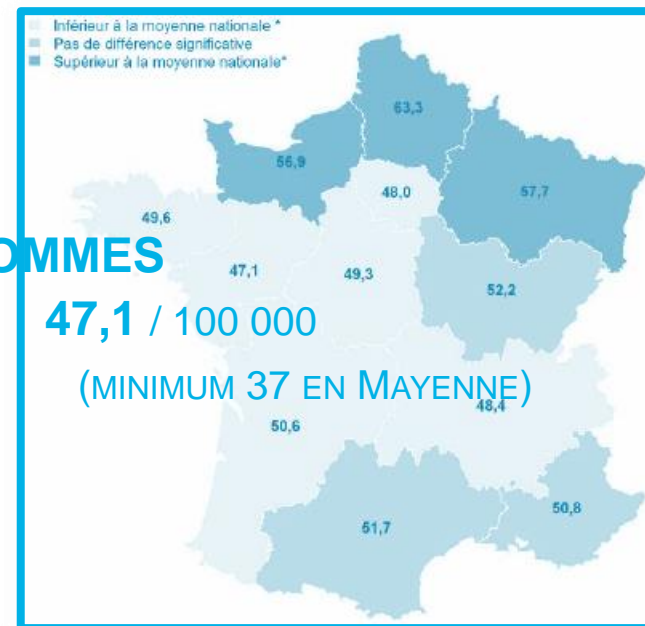 Inférieur à la moyenne nationale *
Pas de différence significative
Supérieur à la moyenne nationale*
63,3
56,9
48,0
57,7
49,6
OMMES
47,1
49,3
52,2
47,1 / 100 000
(MINIMUM 37 EN MAYENNE)
48,4
50,6
50,8
51,7